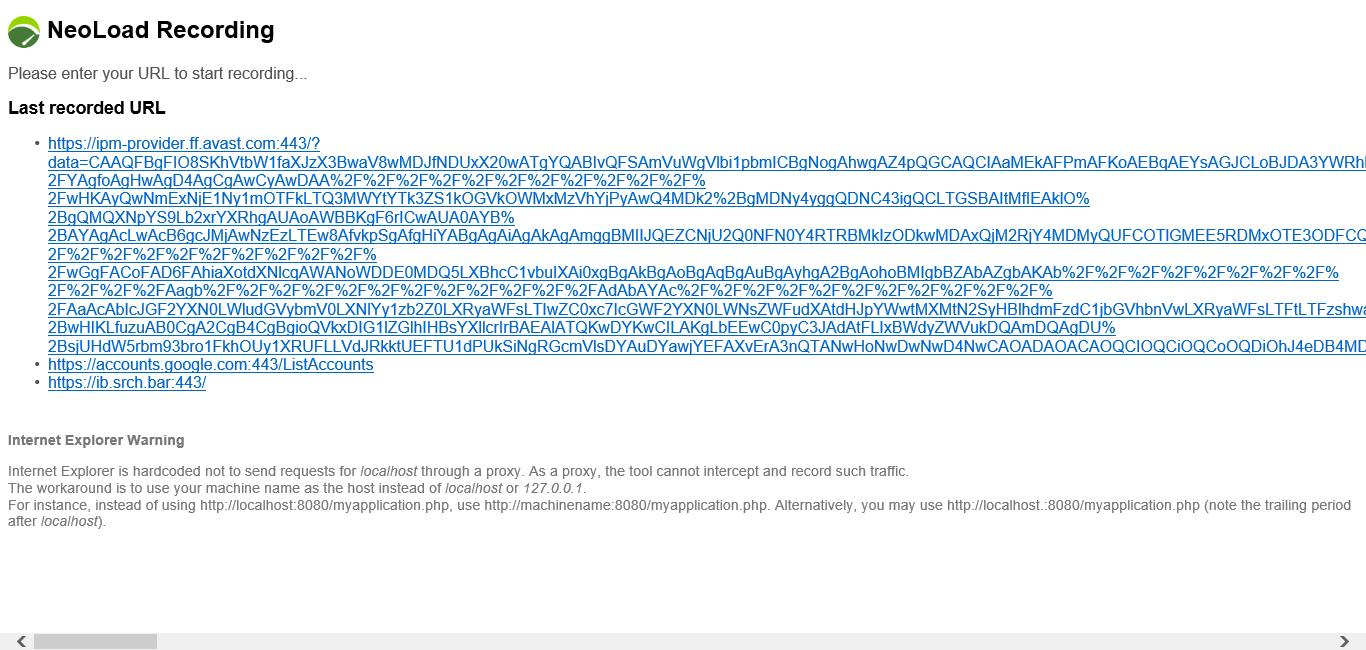 NeoLoad Recording
Please enter your URL to start recording...
Last recorded URL
• https://ipm-provider.ff.avast.com:443/?
data=CAAQFBgFIO8SKhVtbW1faXJzX3BwaV8wMDJfNDUxX20wATgYQABIvQFSAmVuWgVlbi1pbmlCBgNogAhwgAZ4pQGCAQCIAaMEkAFPmAFKoAEBqAEYsAGJCLoBJDA3YWRh
2FYAgfoAgHwAgD4AgCgAwCyAwDAA%2F%2F%2F%2F%2F%2F%2F%2F%2F%2F%2F%2F%
2FwHKAyQwNmExNjE1Ny1mOTFkLTQ3MWYtYTk3ZS1kOGVkOWMxMzVhYjPyAwQ4MDk2%2BgMDNy4yggQDNC43igQCLTGSBAItMfIEAklO%
2BgQMQXNpYS9Lb2xrYXRhgAUAoAWBBKgF6rICwAUA0AYB%
2BAYAgAcLwAcB6gcJMjAwNzEzLTEw8AfvkpSgAfgHiYABgAgAiAgAkAgAmggBMIIJQEZCNjU2Q0NFN0Y4RTRBMkIzODkwMDAxQjM2RjY4MDMyQUFCOTlGMEE5RDMxOTE3ODFCQ
2F%2F%2F%2F%2F%2F%2F%2F%
2FwGgFACoFAD6FAhiaXotdXNlcqAWANoWDDE0MDQ5LXBhcC1vbulXAi0xgBgAkBgAoBgAqBgAuBgAyhgA2BgAohoBMIgbBZAbAZgbAKAb%2F%2F%2F%2F%2F%2F%2F%2F%2F%
2F%2F%2F%2FAagb%2F%2F%2F%2F%2F%2F%2F%2F%2F%2F%2FAdAbAYAc%2F%2F%2F%2F%2F%2F%2F%2F%2F%2F%
2FAaAcAbIcJGF2YXN0LWludGVybmV0LXNlYy1zb2Z0LXRyaWFsLTIwZC0xc7IcGWF2YXN0LWNsZWFudXAtdHJpYWwtMXMtN2SyHBlhdmFzdC1jbGVhbnVwLXRyaWFsLTFtLTFzshwa
2BwHIKLfuzuAB0CgA2CgB4CgBgioQVkxDIG1lZGlhIHBsYXllcrIrBAEAIATQKwDYKwCILAKgLbEEwC0pyC3JAdAtFLIxBWdyZWVukDQAmDQAgDU%
2BsjUHdW5rbm93bro1FkhOUy1XRUFLLVdJRkktUEFTU1dPUkSiNgRGcmVlsDYAuDYawjYEFAXvErA3nQTANwHoNwDwNwD4NwCAOADAOACAOQCIOQCiOQCoOQDiOhJ4eDB4MD
• https://accounts.google.com:443/ListAccounts
• https://ib.srch.bar:443/
Internet Explorer Warning
Internet Explorer is hardcoded not to send requests for localhost through a proxy. As a proxy, the tool cannot intercept and record such traffic.
The workaround is to use your machine name as the host instead of localhost or 127.0.0.1.
For instance, instead of using http://localhost:8080/myapplication.php, use http://machinename:8080/myapplication.php. Alternatively, you may use http://localhost.:8080/myapplication.php (note the trailing period
after localhost).